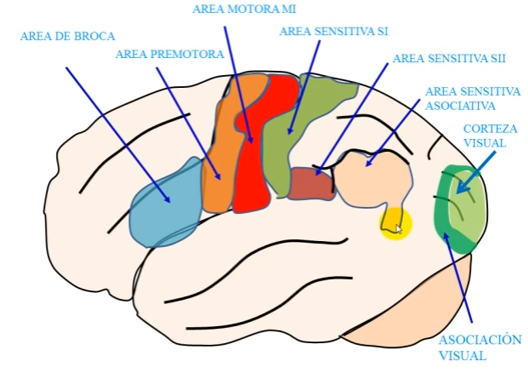 AREA MOTORA MI
AREA DE BROCA
AREA SENSITIVA SI
AREA PREMOTORA
AREA SENSITIVA SII
AREA SENSITIVA
ASOCIATIVA
CORTEZA
VISUAL
ASOCIACIÓN
VISUAL